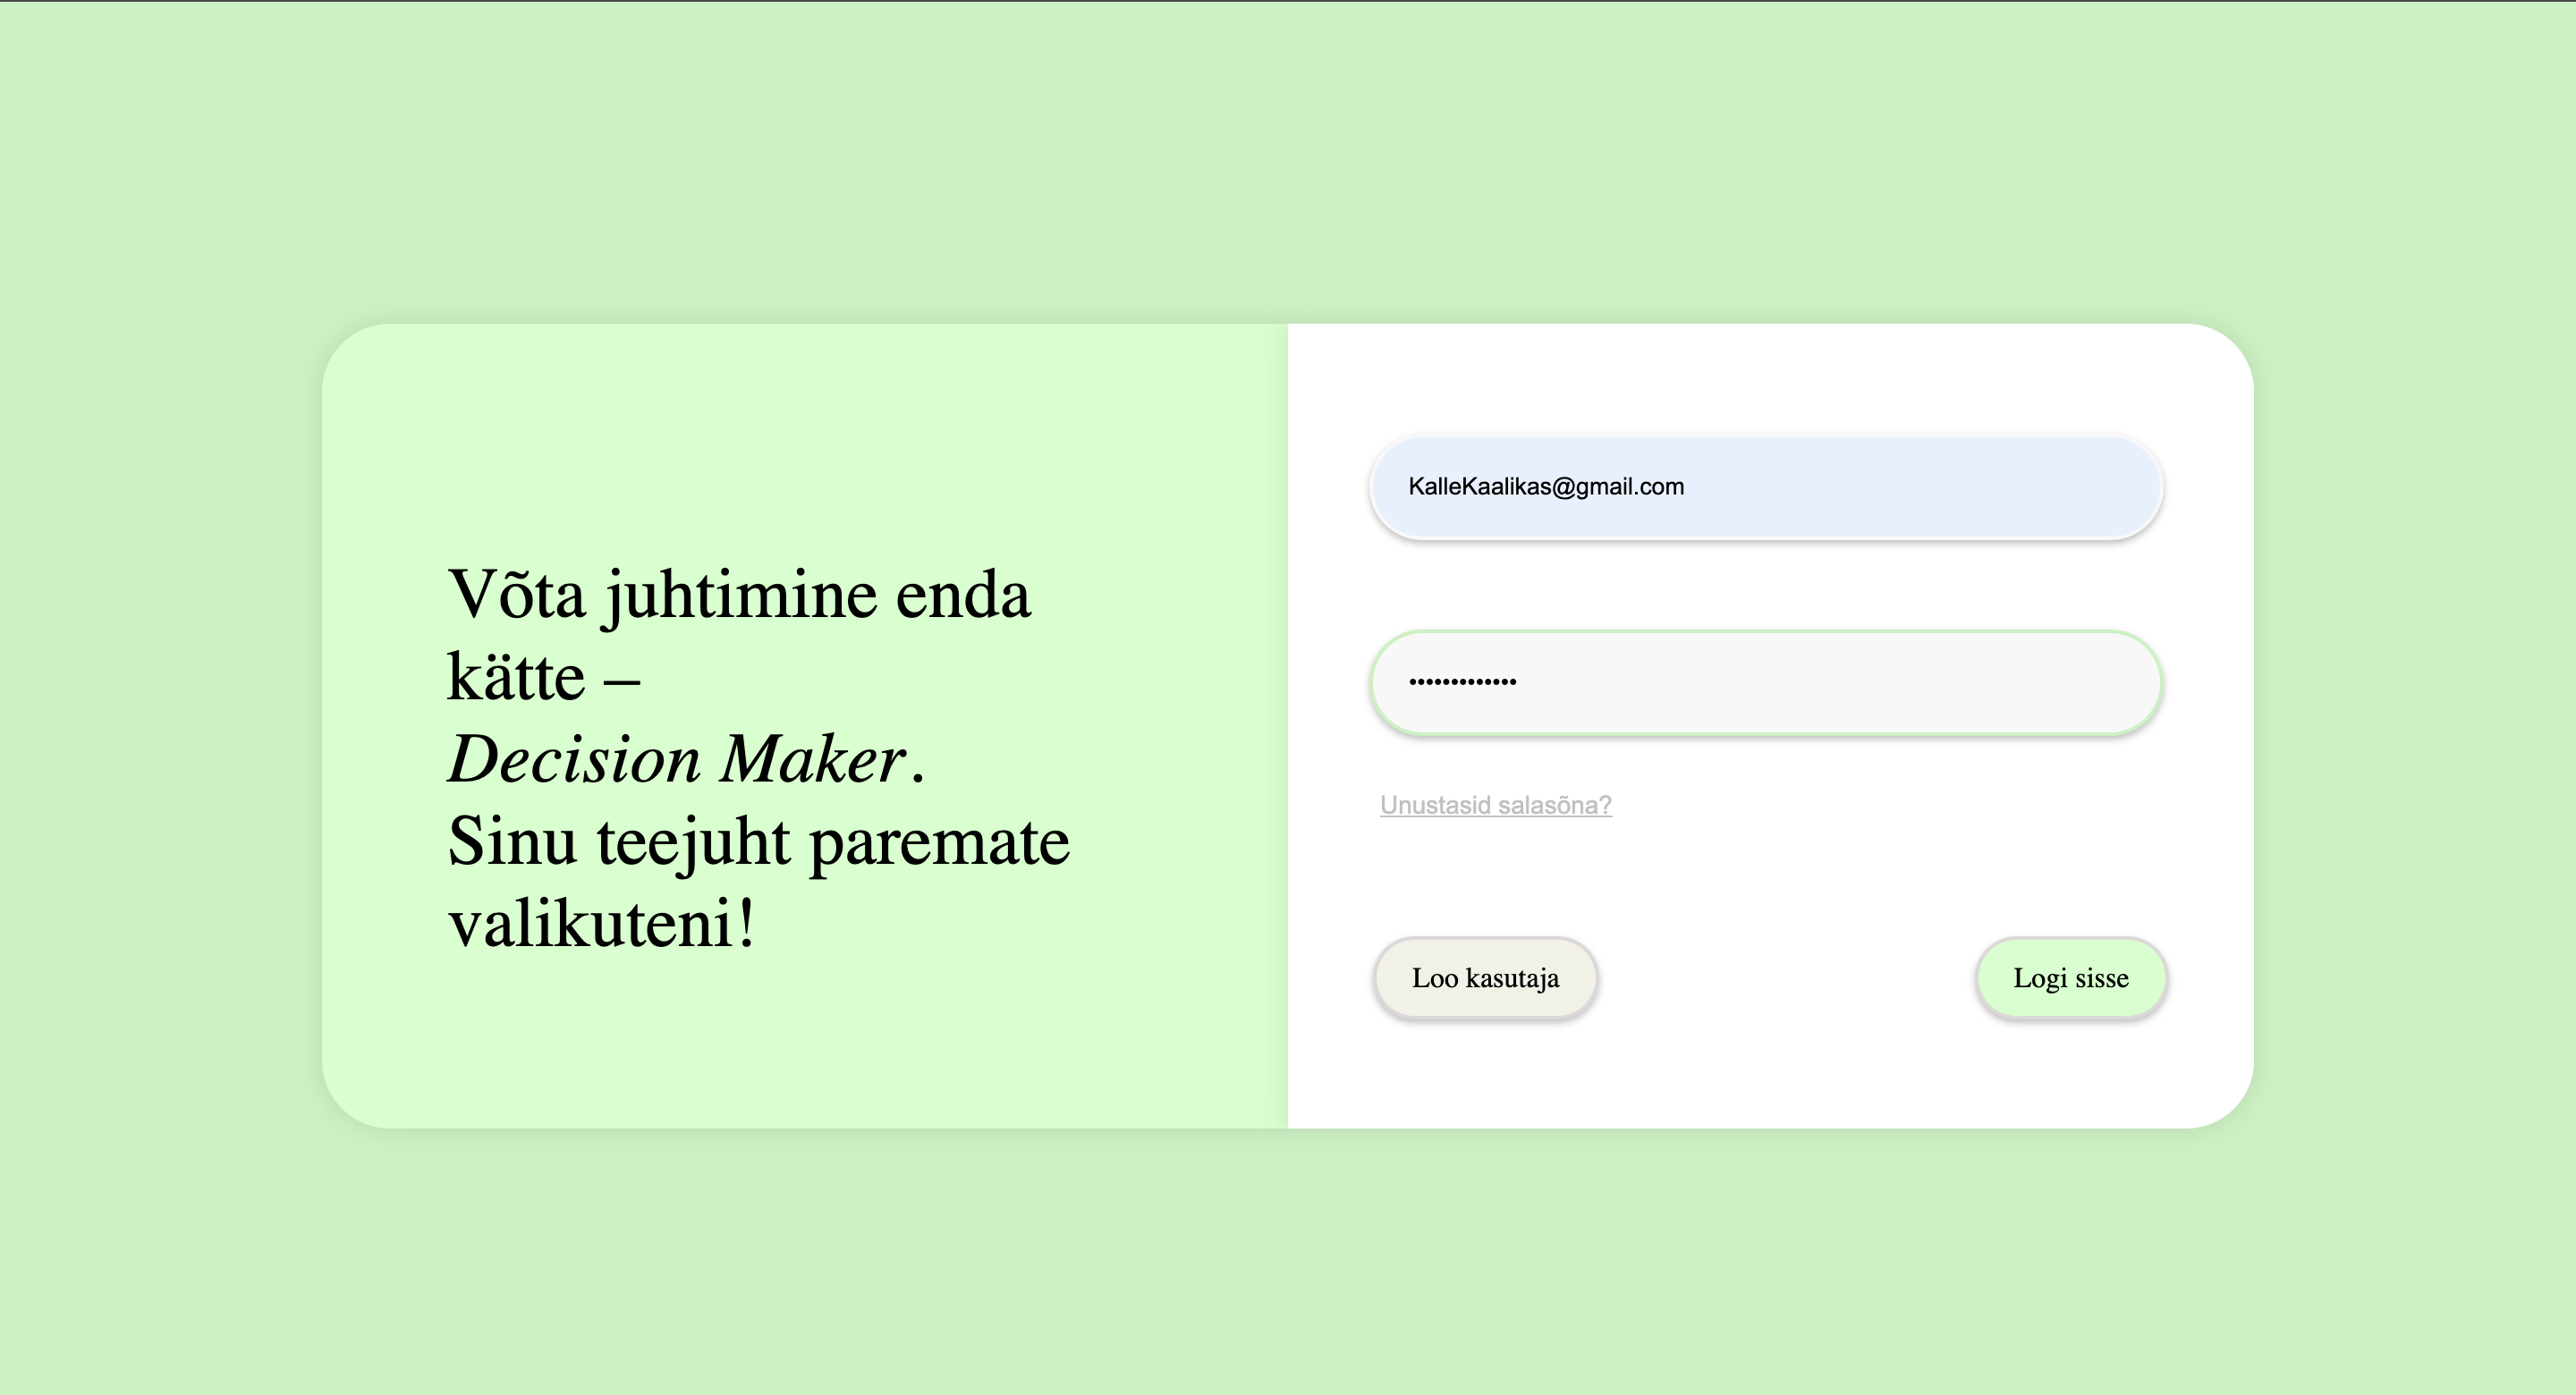 Võta juhtimine enda
kätte –
Decision Maker.
Sinu teejuht paremate
valikuteni!
KalleKaalikas@gmail.com
•••••••••••••
Unustasid salasõna?
Loo kasutaja
Logi sisse